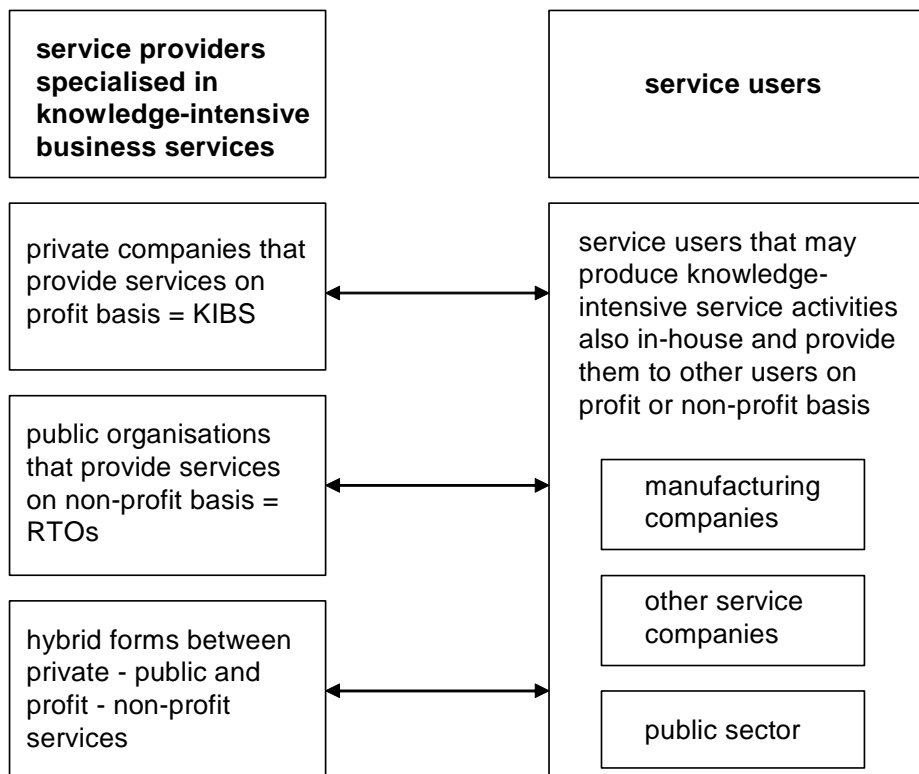 service providers
specialised in
knowledge-intensive
business services
service users
private companies that
provide services on
profit basis = KIBS
public organisations
that provide services
on non-profit basis =
RTOs
hybrid forms between
private - public and
profit - non-profit
services
service users that may
produce knowledge-
intensive service activities
also in-house and provide
them to other users on
profit or non-profit basis
manufacturing
companies
other service
companies
public sector